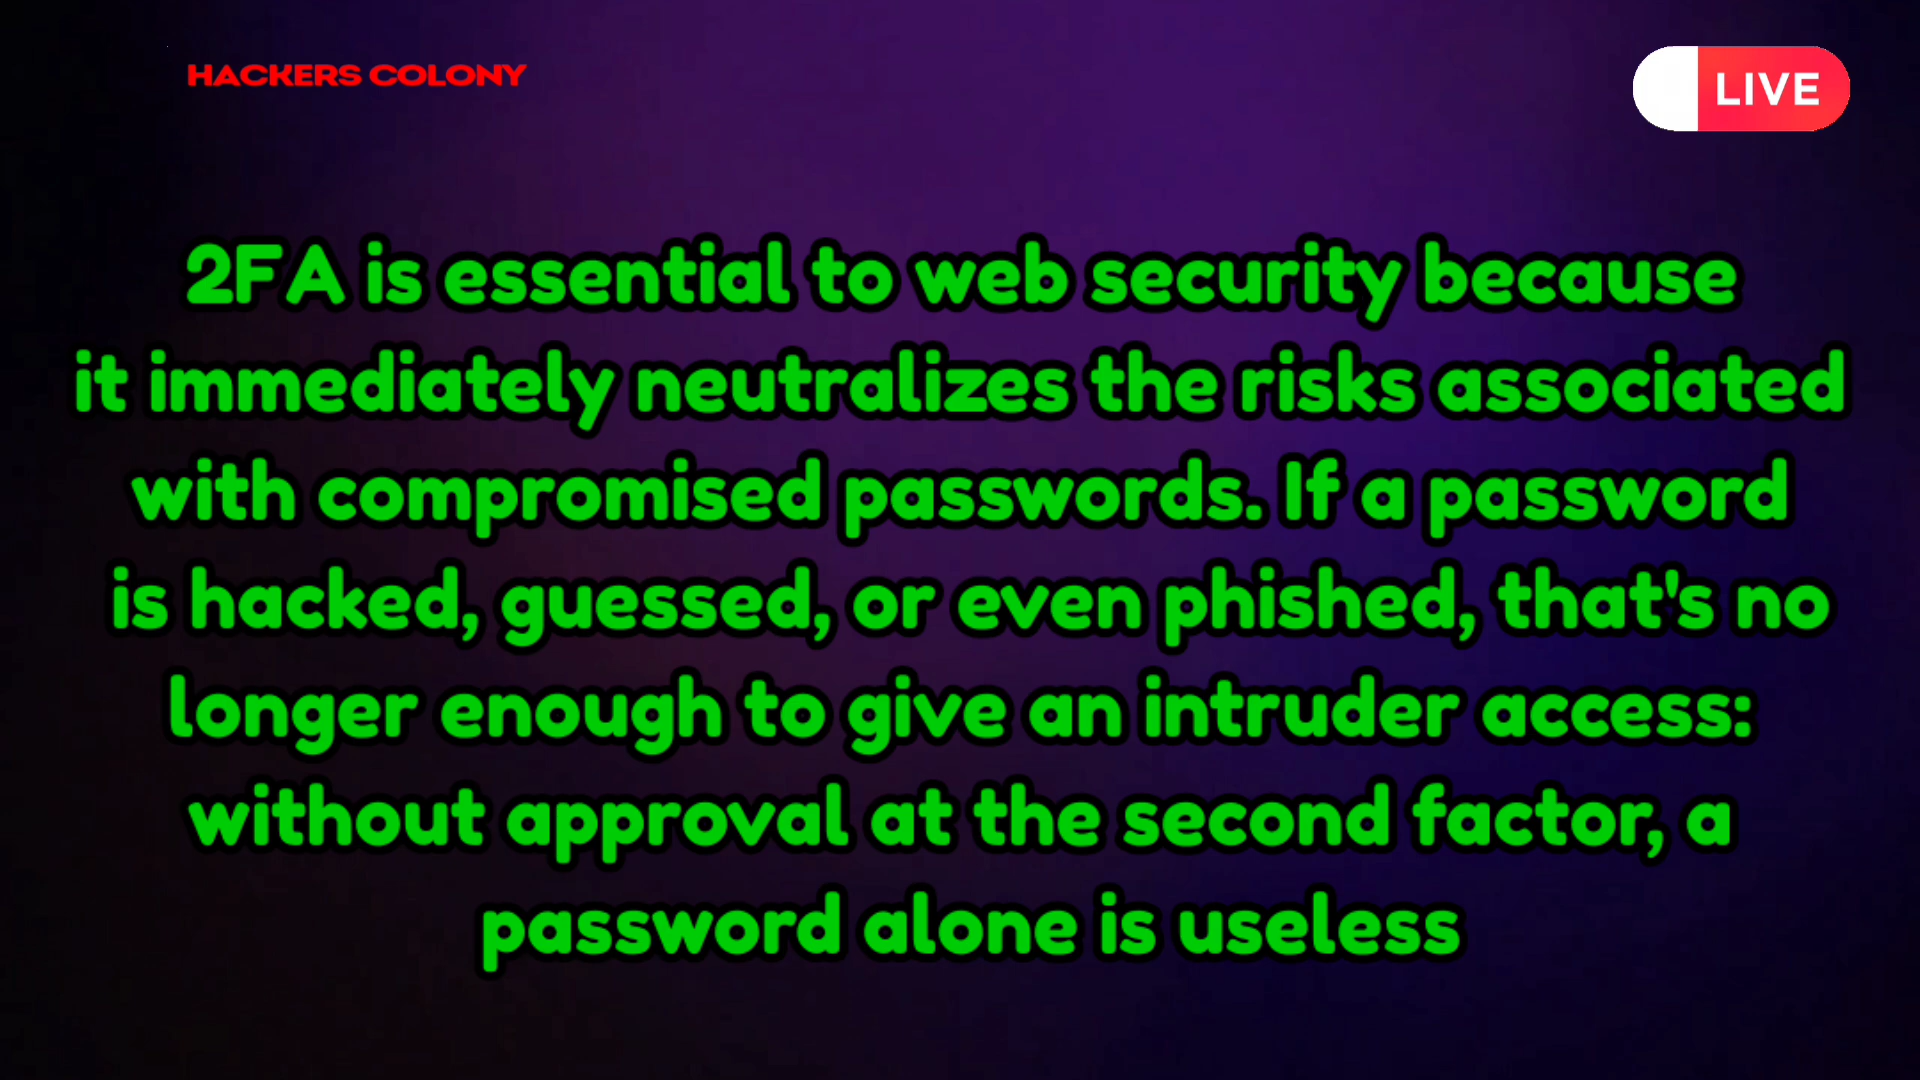 HACKERS COLONY
LIVE
2FA is essential to web security because
it immediately neutralizes the risks associated
with compromised passwords. If a password
is hacked, guessed, or even phished, that's no
longer enough to give an intruder access:
without approval at the second factor, a
password alone is useless